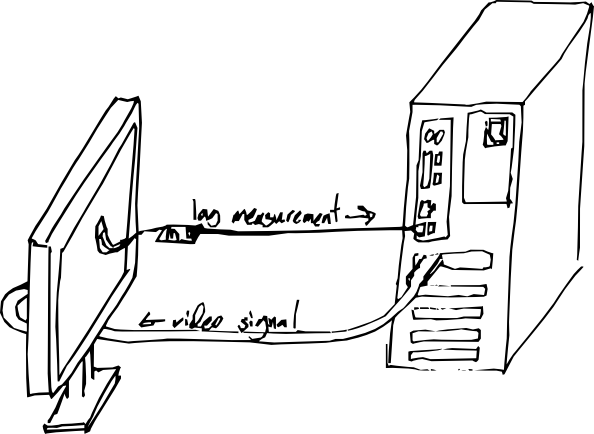 lag measurement →
m
← video signal